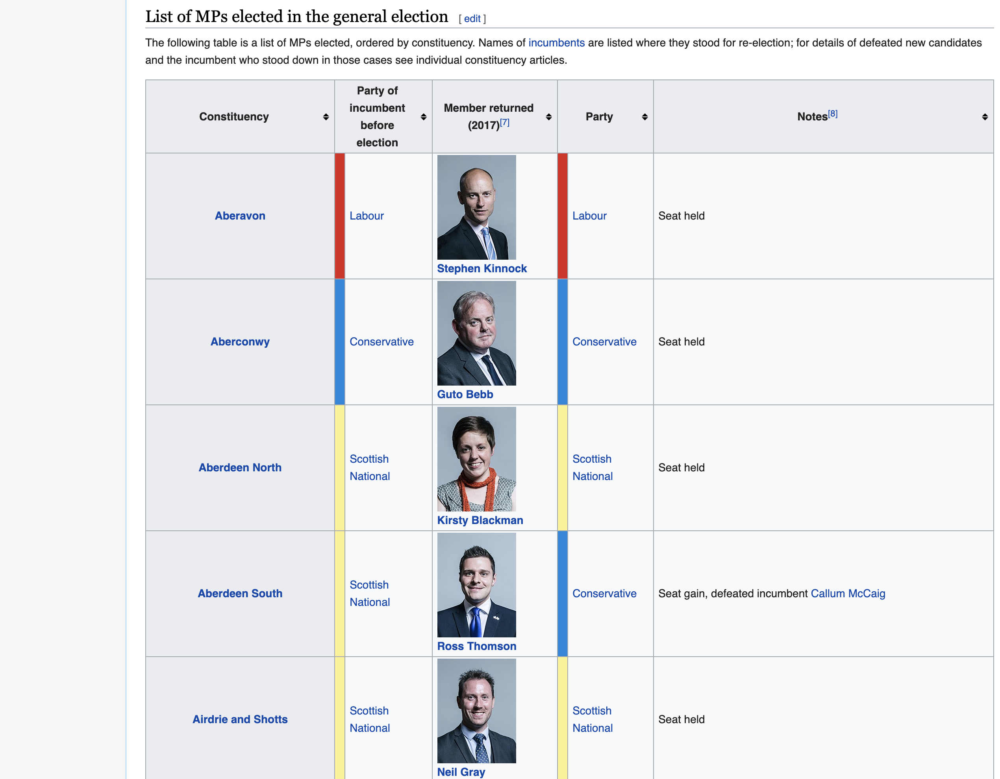 List of MPs elected in the general election [ edit ]
The following table is a list of MPs elected, ordered by constituency. Names of incumbents are listed where they stood for re-election; for details of defeated new candidates
and the incumbent who stood down in those cases see individual constituency articles.
Constituency
Party of
incumbent
before
election
Member returned
(2017)[7]
Party
Notes[8]
Aberavon
Labour
Stephen Kinnock
Labour
Seat held
Aberconwy
Conservative
Guto Bebb
Conservative
Seat held
Aberdeen North
Scottish
National
Kirsty Blackman
Scottish
National
Seat held
Aberdeen South
Scottish
National
Ross Thomson
Conservative
Seat gain, defeated incumbent Callum McCaig
Airdrie and Shotts
Scottish
National
Neil Gray
Scottish
National
Seat held